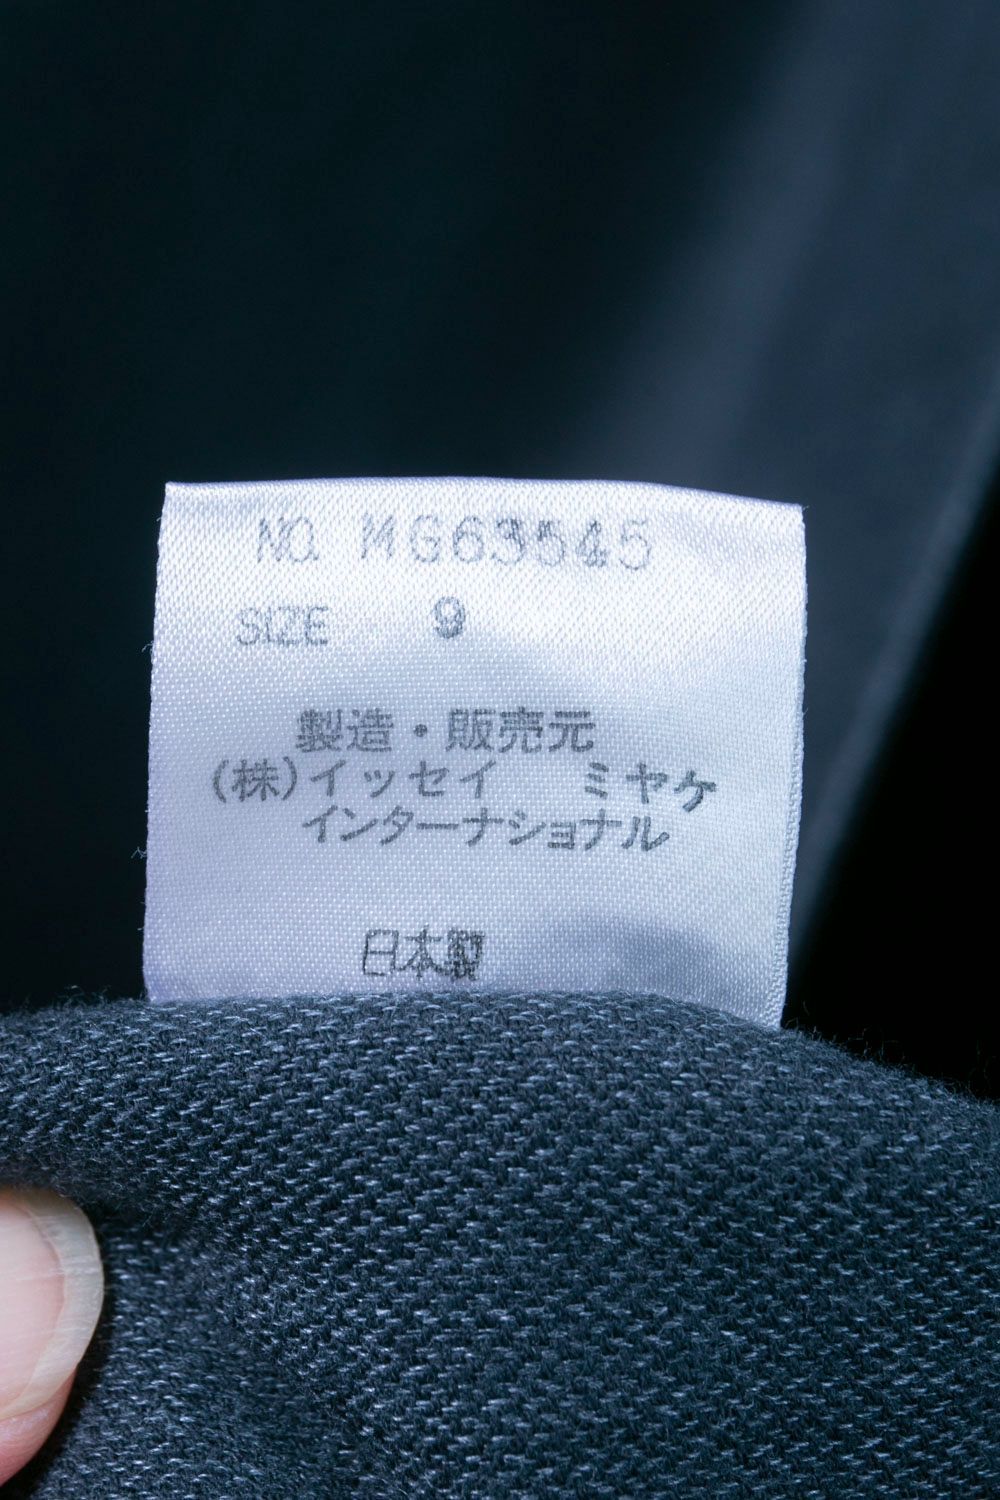 NO. MG63545
SIZE 9
製造・販売元
(株)イッセイ ミヤケ
インターナショナル
日本製